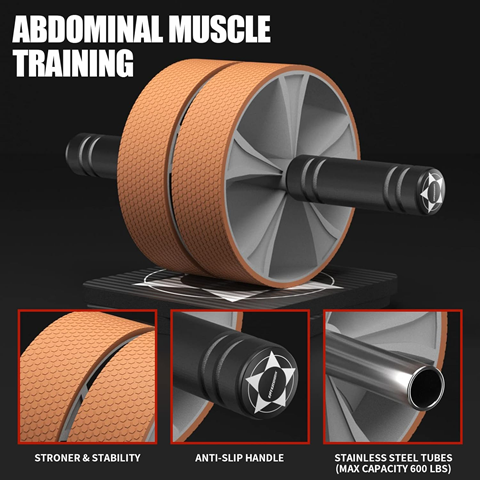 ABDOMINAL MUSCLE
TRAINING
STRONER & STABILITY
ANTI-SLIP HANDLE
STAINLESS STEEL TUBES
(MAX CAPACITY 600 LBS)